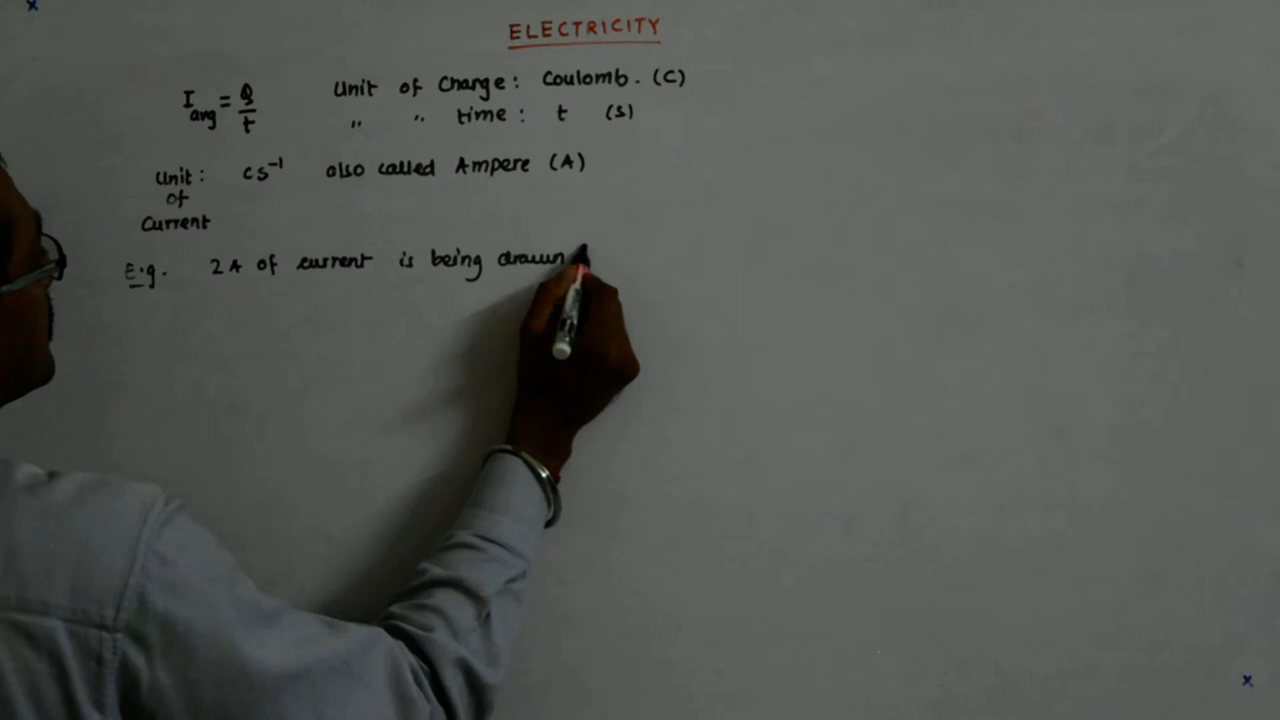 ELECTRICITY
I avg = Q/t Unit of Charge: Coulomb. (C)
" " time : t (s)
Unit : cs⁻¹ also called Ampere (A)
of
Current
E.g. 2A of current is being drawn